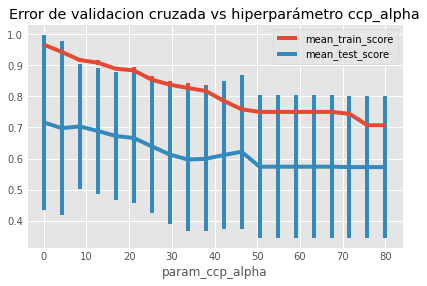 Error de validacion cruzada vs hiperparámetro ccp_alpha
mean_train_score
mean_test_score
1.0
0.9
0.8
0.7
0.6
0.5
0.4
0 10 20 30 40 50 60 70 80
param_ccp_alpha